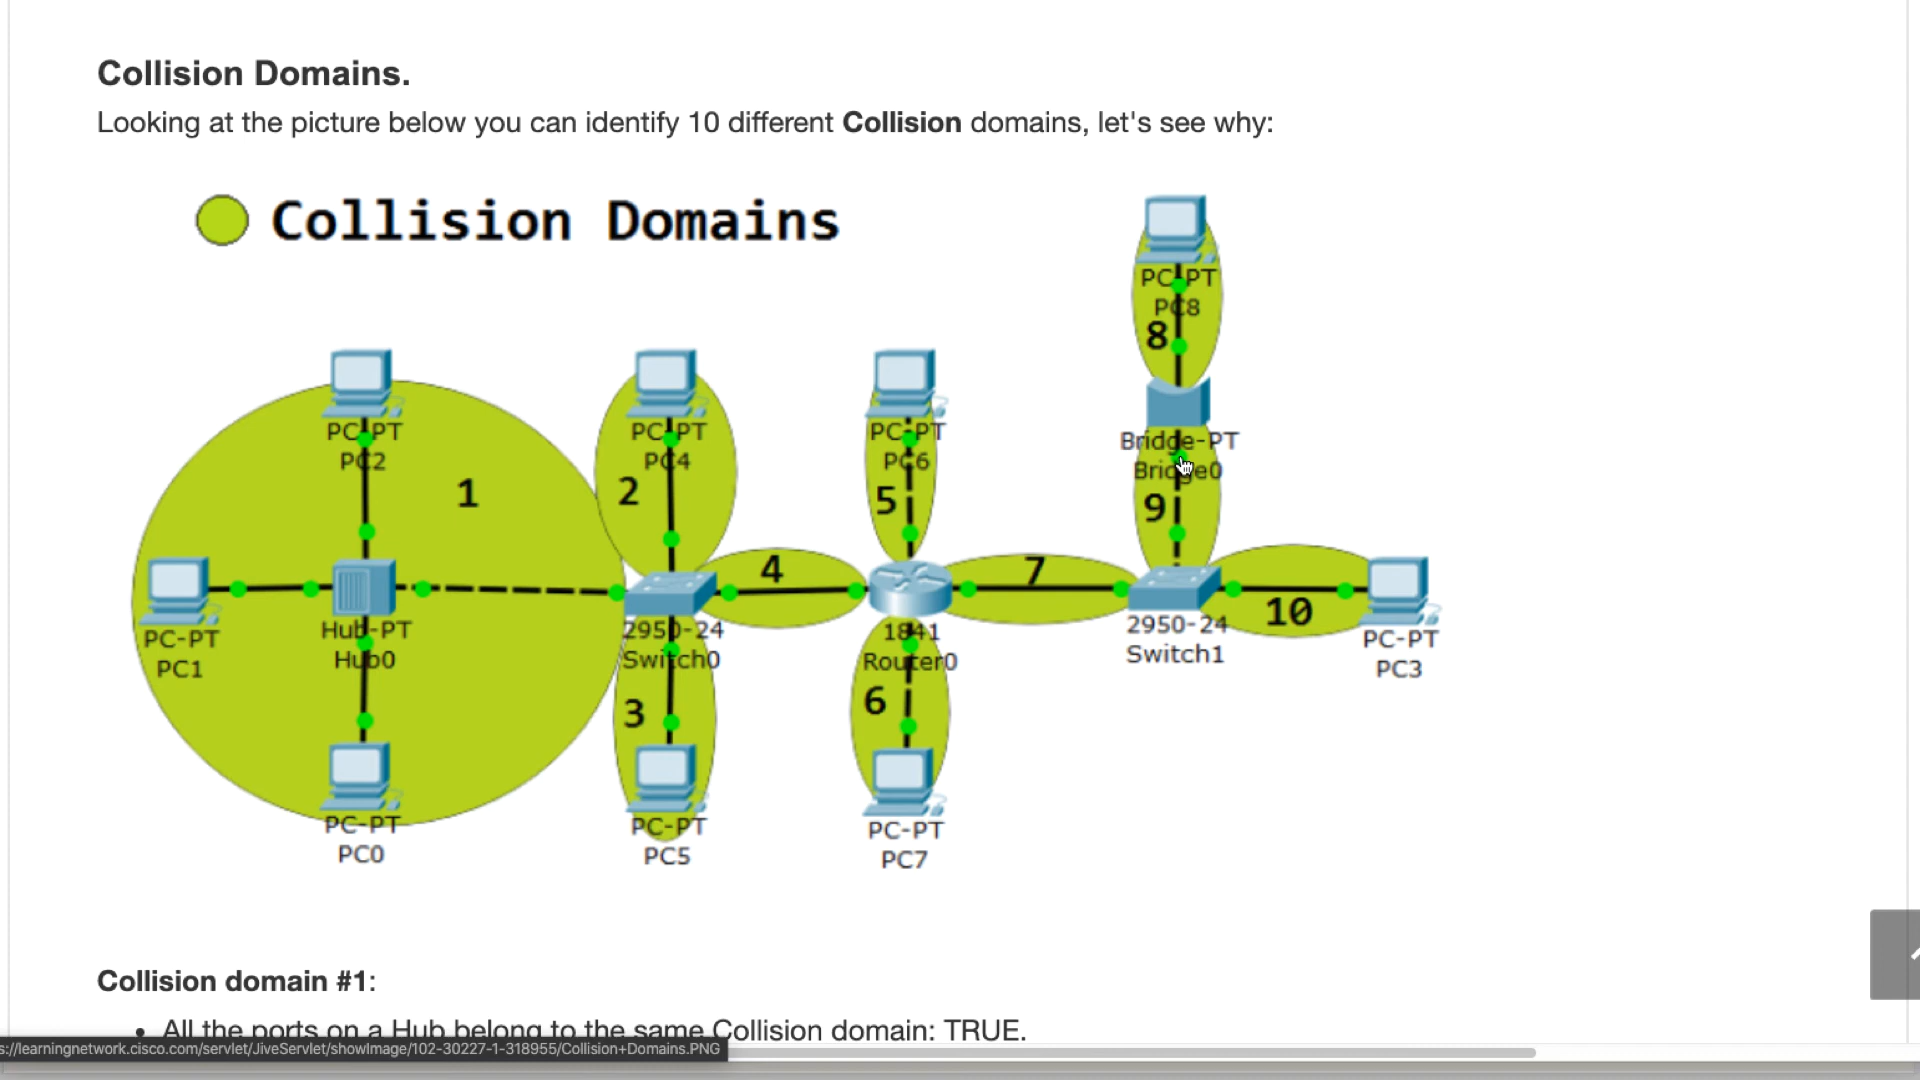 Collision Domains.
Looking at the picture below you can identify 10 different Collision domains, let's see why:
Collision Domains
PC-PT
PC8
8
PC-PT
PC2
PC-PT
PC4
PC-PT
PC6
Bridge-PT
Bridge0
1
2
5
9
4
7
10
PC-PT
PC1
Hub-PT
Hub0
2950-24
Switch0
1841
Router0
2950-24
Switch1
PC-PT
PC3
3
6
PC-PT
PC0
PC-PT
PC5
PC-PT
PC7
Collision domain #1:
• All the ports on a Hub belong to the same Collision domain: TRUE.
s://learningnetwork.cisco.com/servlet/JiveServlet/showImage/102-30227-1-318955/Collision+Domains.PNG